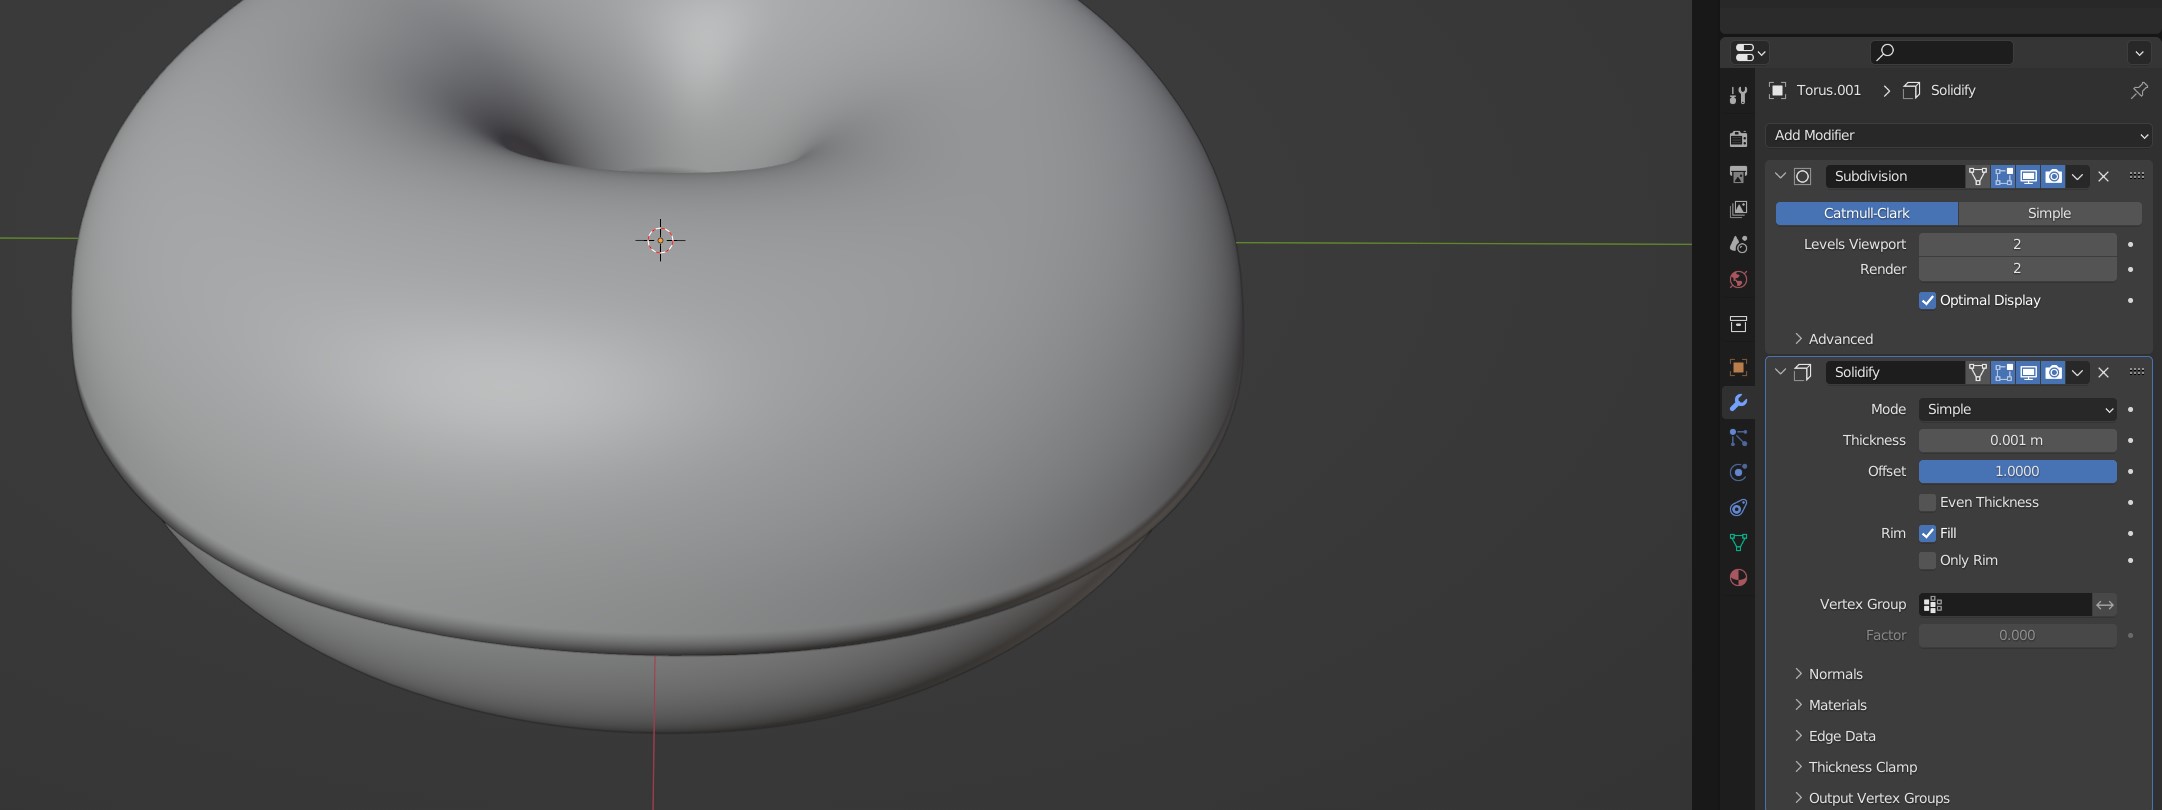 Torus.001 > Solidify
Add Modifier
Subdivision
Catmull-Clark Simple
Levels Viewport 2
Render 2
Optimal Display
Advanced
Solidify
Mode Simple
Thickness 0.001 m
Offset 1.0000
Even Thickness
Rim Fill
Only Rim
Vertex Group
Factor 0.000
Normals
Materials
Edge Data
Thickness Clamp
Output Vertex Groups